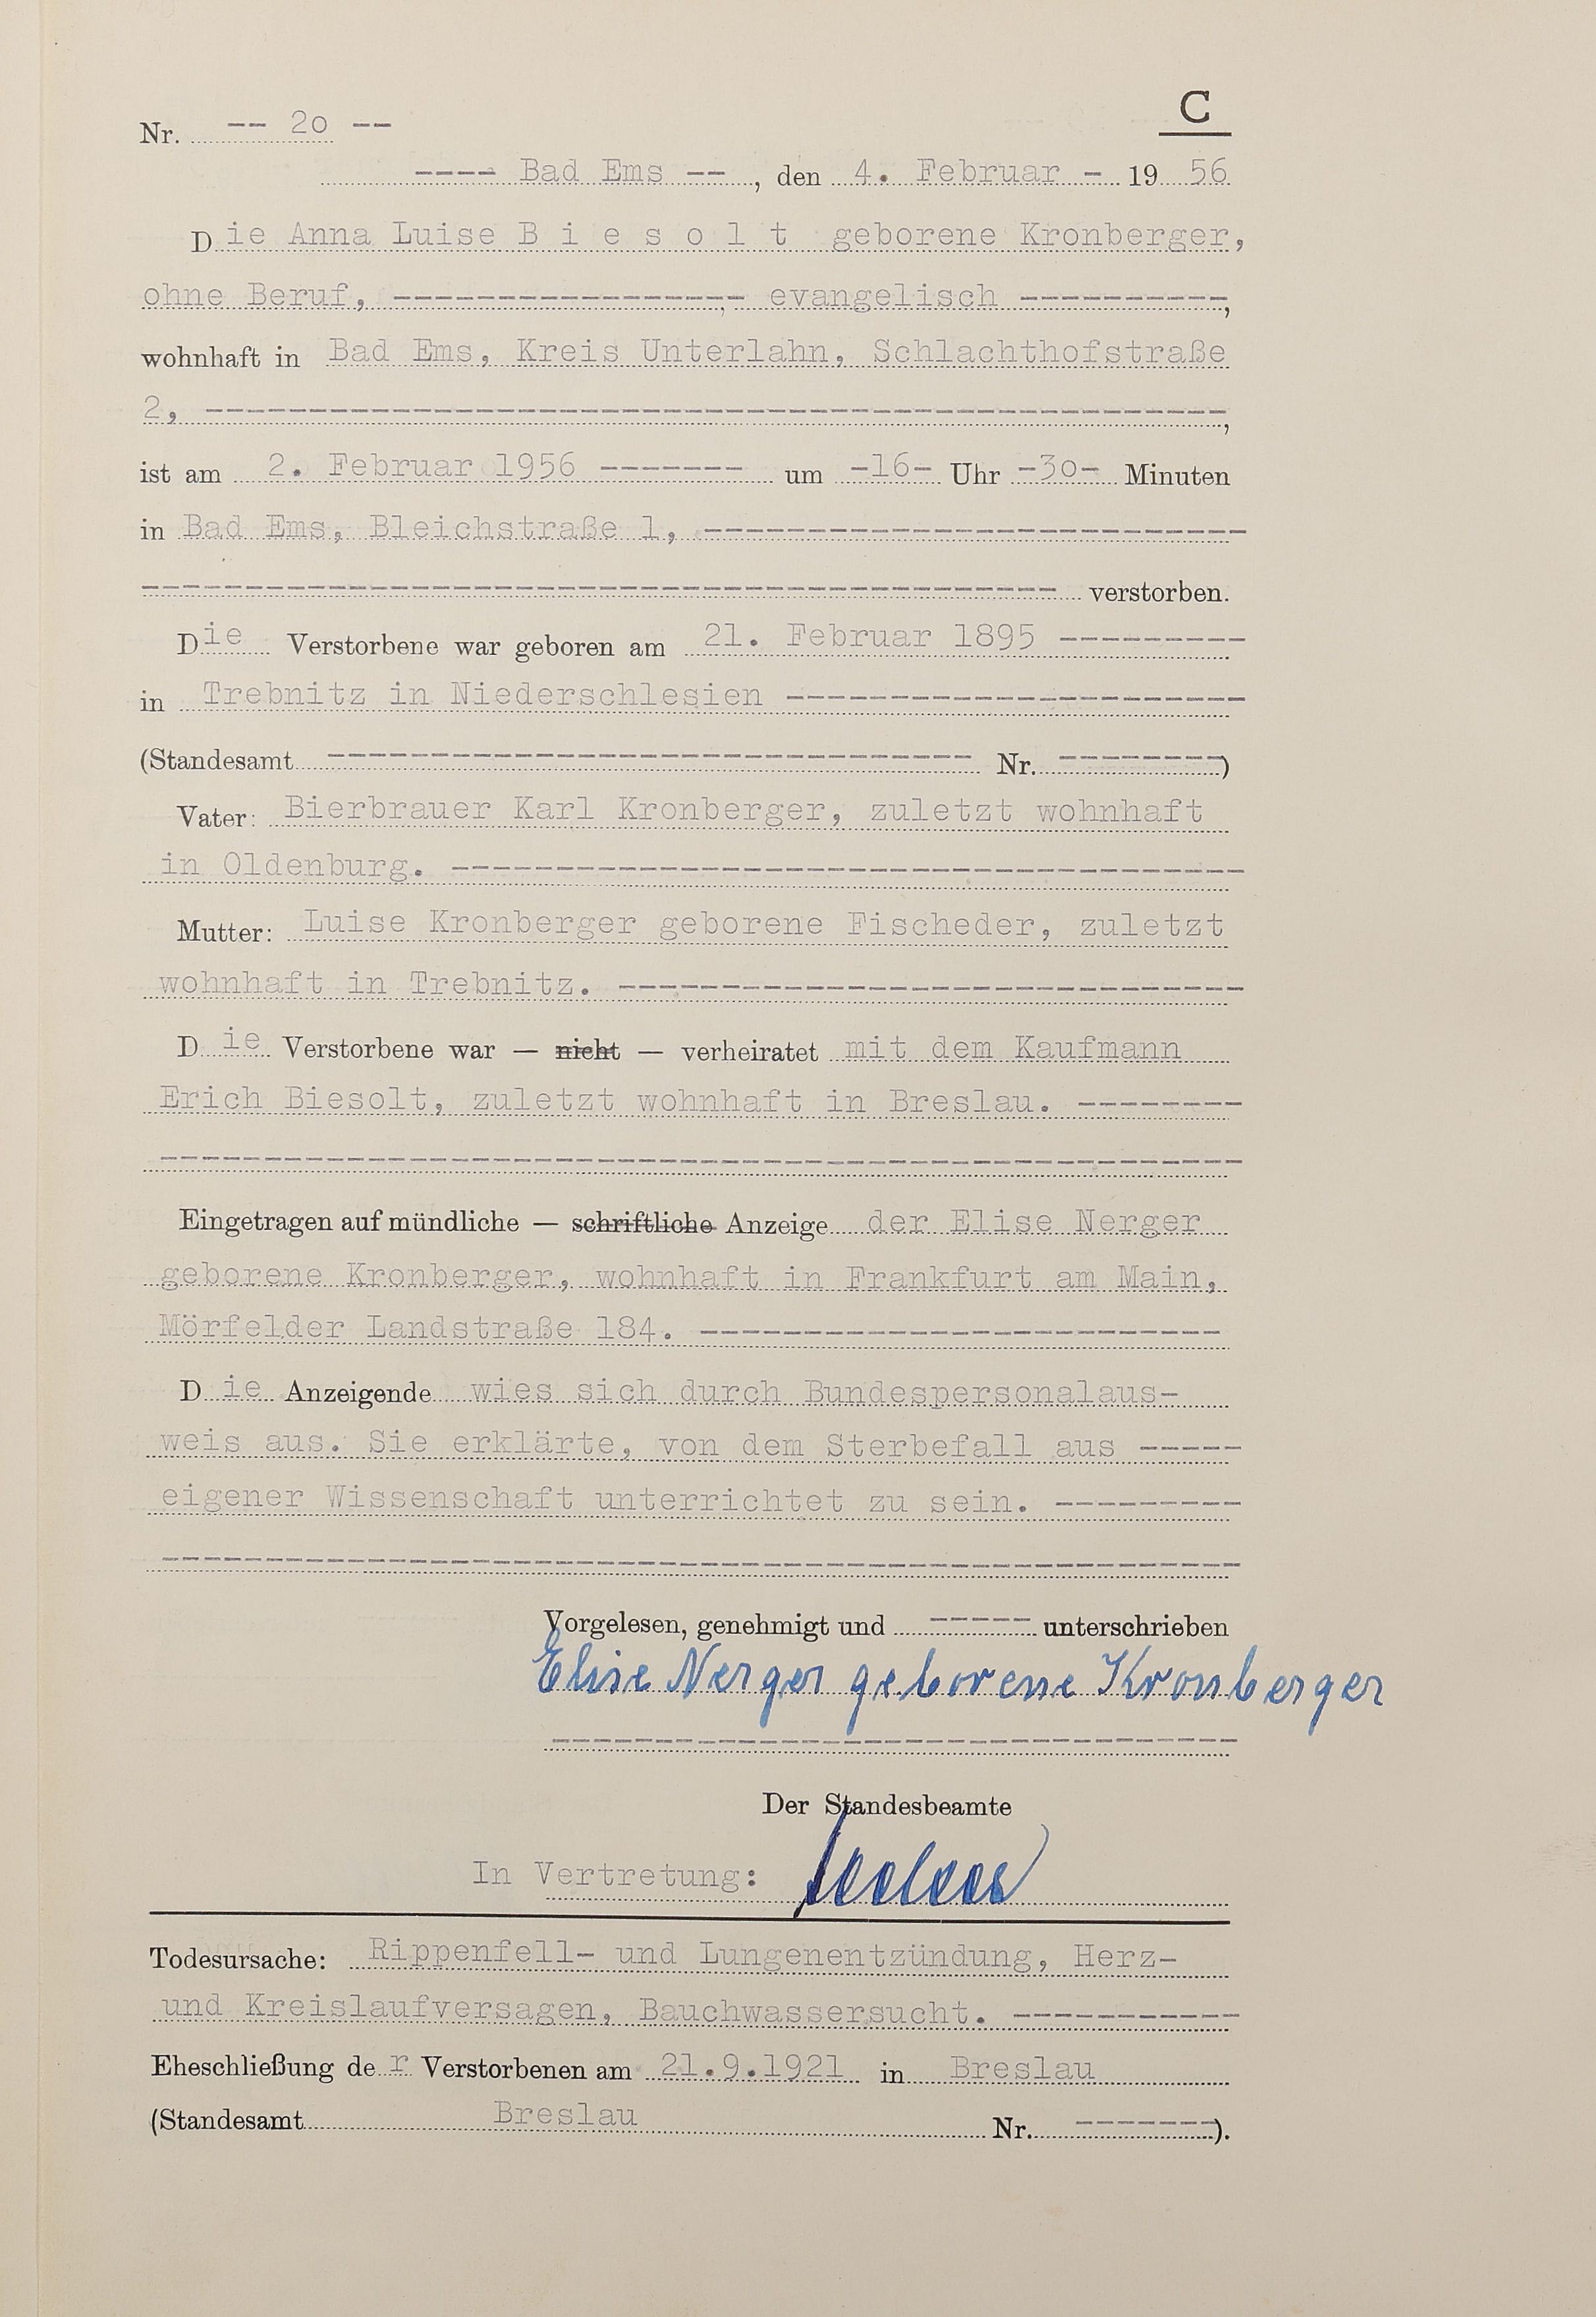 C
Nr. -- 20 --
---- Bad Ems --, den 4. Februar - 19 56
Die Anna Luise B i e s o l t geborene Kronberger,
ohne Beruf, ----------------, evangelisch ----------,
wohnhaft in Bad Ems, Kreis Unterlahn, Schlachthofstraße
2, --------------------------------------------------,
ist am 2. Februar 1956 ------- um -16- Uhr -30- Minuten
in Bad Ems, Bleichstraße 1, --------------------------
-------------------------------------------- verstorben.
Die Verstorbene war geboren am 21. Februar 1895 ---------
in Trebnitz in Niederschlesien ----------------------
(Standesamt ------------------------------- Nr. --------)
Vater: Bierbrauer Karl Kronberger, zuletzt wohnhaft
in Oldenburg. --------------------------------------
Mutter: Luise Kronberger geborene Fischeder, zuletzt
wohnhaft in Trebnitz. ------------------------------
Die Verstorbene war — nicht — verheiratet mit dem Kaufmann
Erich Biesolt, zuletzt wohnhaft in Breslau. --------
----------------------------------------------------
Eingetragen auf mündliche — schriftliche Anzeige der Elise Nerger
geborene Kronberger, wohnhaft in Frankfurt am Main,
Mörfelder Landstraße 184. -------------------------
Die Anzeigende wies sich durch Bundespersonalaus-
weis aus. Sie erklärte, von dem Sterbefall aus -----
eigener Wissenschaft unterrichtet zu sein. ---------
----------------------------------------------------
Vorgelesen, genehmigt und ----- unterschrieben
Elise Nerger geborene Kronberger
---------------------------------
Der Standesbeamte
In Vertretung:
Todesursache: Rippenfell- und Lungenentzündung, Herz-
und Kreislaufversagen, Bauchwassersucht. -----------
Eheschließung der Verstorbenen am 21.9.1921 in Breslau
(Standesamt Breslau Nr. -------).